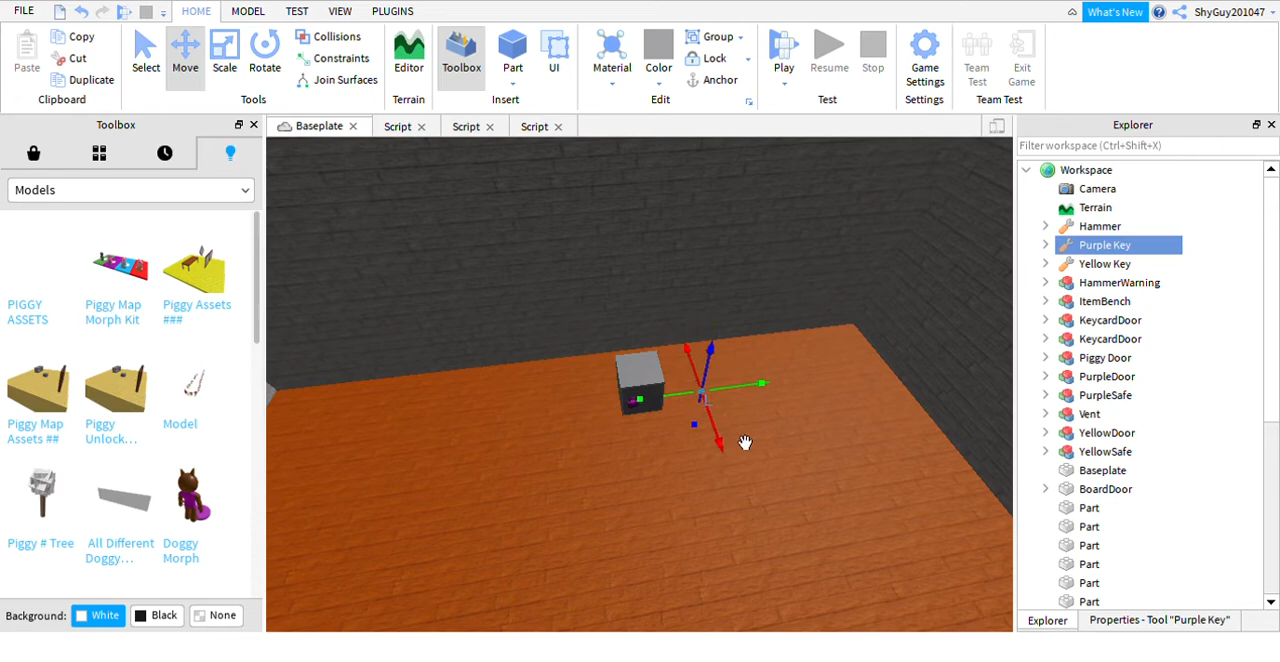 FILE HOME MODEL TEST VIEW PLUGINS What's New ShyGuy201047
Paste Copy Cut Duplicate Select Move Scale Rotate Collisions Constraints Join Surfaces Editor Toolbox Part UI Material Color Group Lock Anchor Play Resume Stop Game Settings Team Test Exit Game
Clipboard Tools Terrain Insert Edit Test Settings Team Test
Toolbox
Baseplate Script Script Script
Explorer
Filter workspace (Ctrl+Shift+X)
Models
PIGGY ASSETS
Piggy Map Morph Kit
Piggy Assets ###
Piggy Map Assets ##
Piggy Unlock...
Model
Piggy # Tree
All Different Doggy...
Doggy Morph
Background: White Black None
L
Workspace
Camera
Terrain
Hammer
Purple Key
Yellow Key
HammerWarning
ItemBench
KeycardDoor
KeycardDoor
Piggy Door
PurpleDoor
PurpleSafe
Vent
YellowDoor
YellowSafe
Baseplate
BoardDoor
Part
Part
Part
Part
Part
Part
Explorer Properties - Tool "Purple Key"